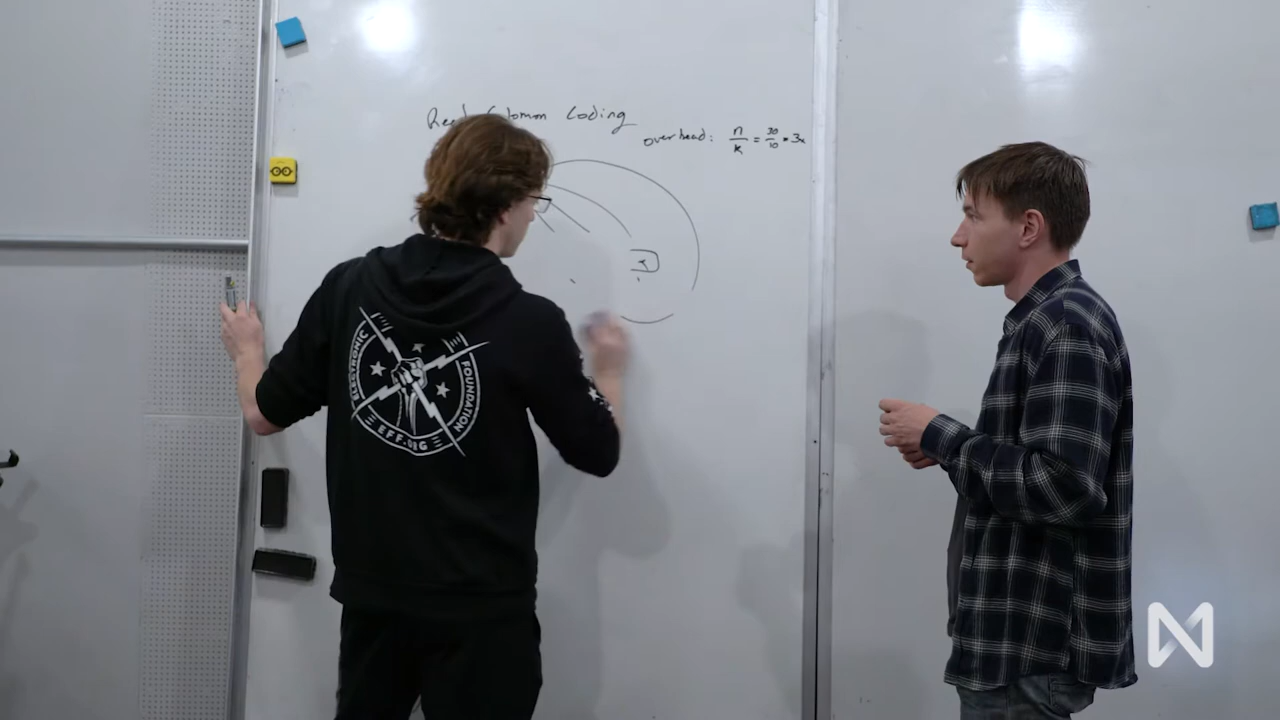 Coding
overhead: n/k = 30/10 = 3x
ELECTRONIC
FOUNDATION
EFF.ORG